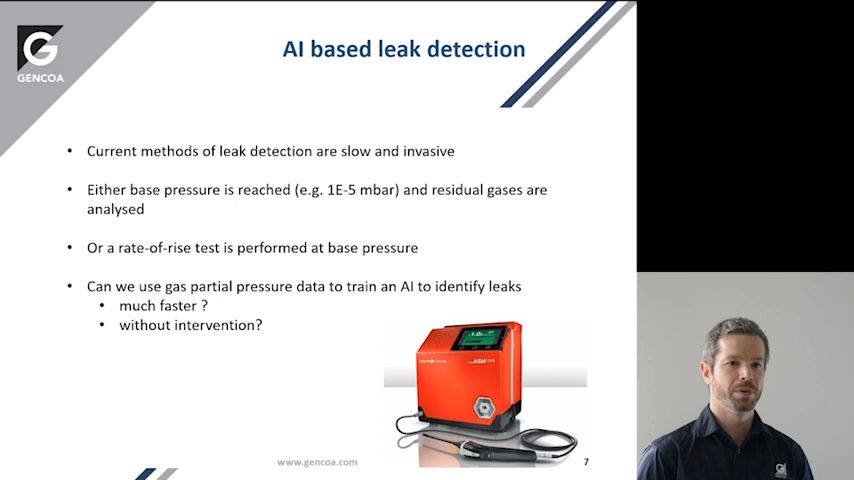 GENCOA
AI based leak detection
• Current methods of leak detection are slow and invasive
• Either base pressure is reached (e.g. 1E-5 mbar) and residual gases are
analysed
• Or a rate-of-rise test is performed at base pressure
• Can we use gas partial pressure data to train an AI to identify leaks
• much faster ?
• without intervention?
ASM
www.gencoa.com
7